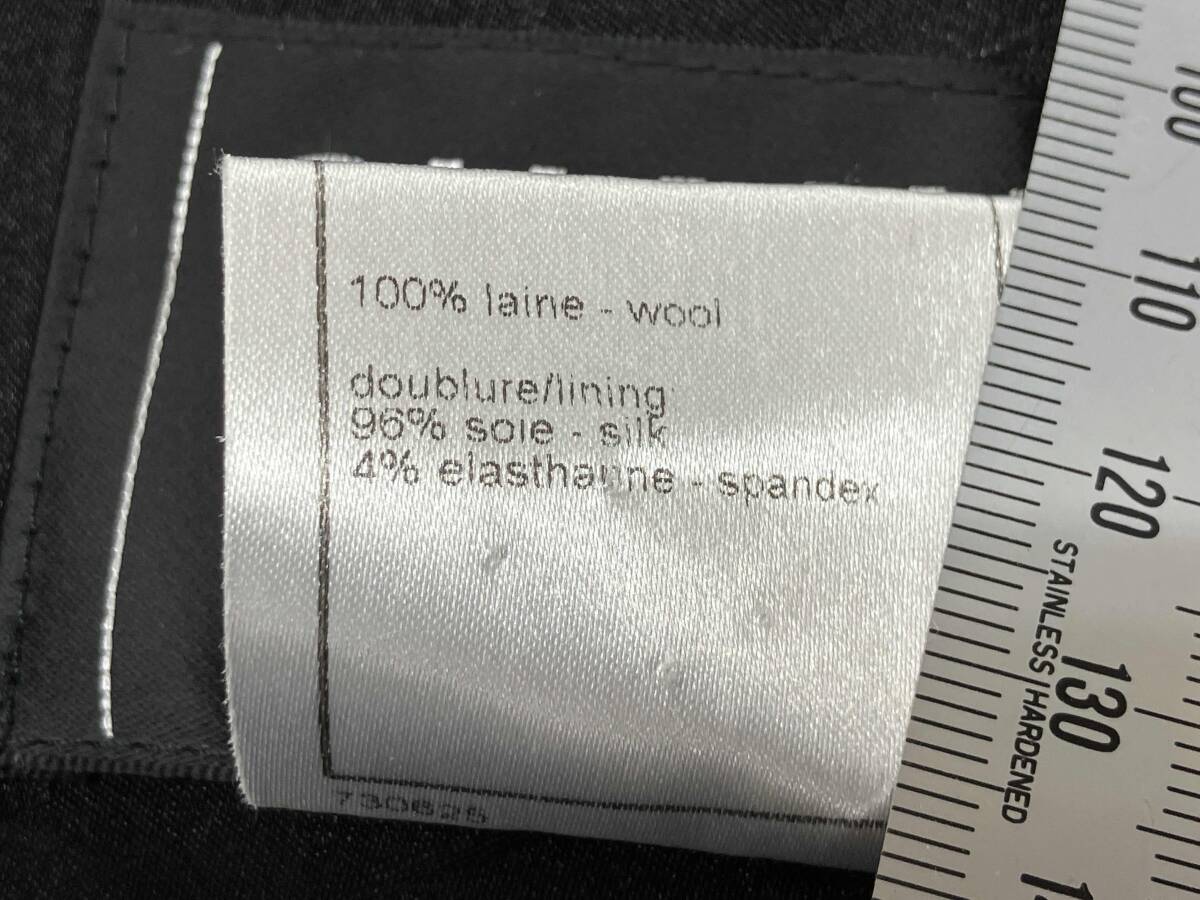 100% laine - wool
doublure/lining
96% soie - silk
4% elasthanne - spandex
730625
100
110
120
130
STAINLESS HARDENED